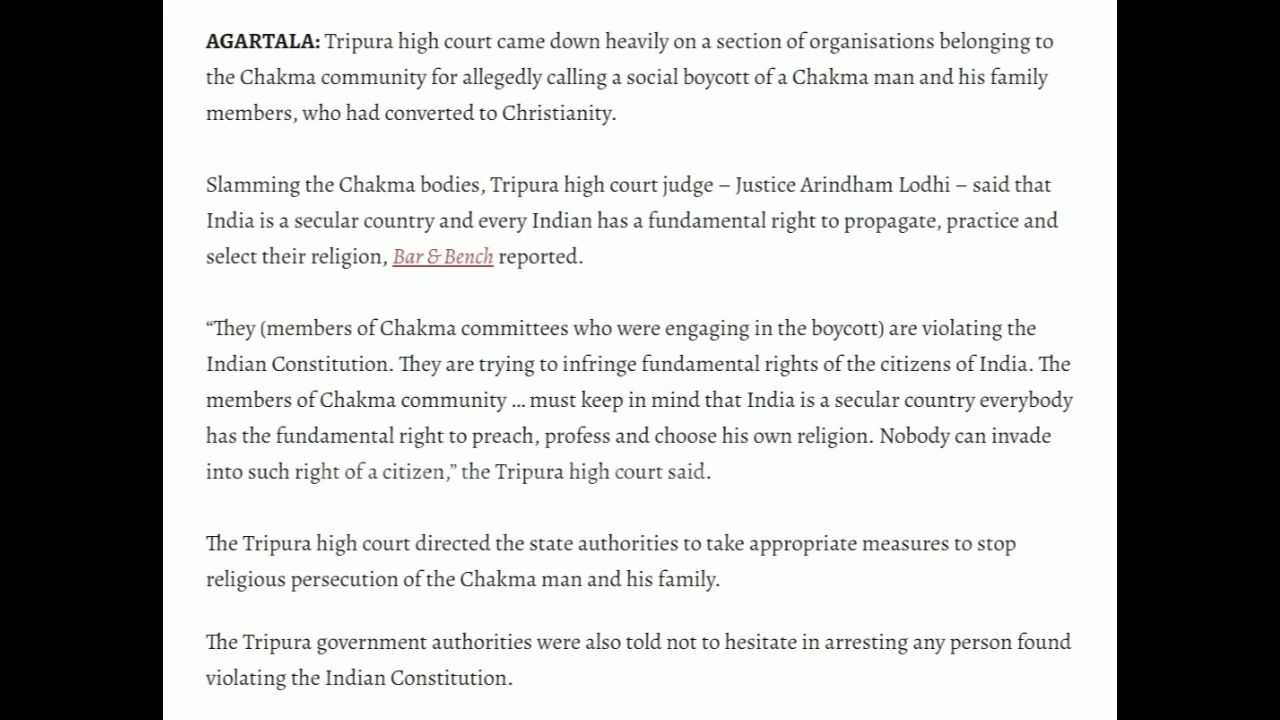 AGARTALA: Tripura high court came down heavily on a section of organisations belonging to
the Chakma community for allegedly calling a social boycott of a Chakma man and his family
members, who had converted to Christianity.
Slamming the Chakma bodies, Tripura high court judge – Justice Arindham Lodhi – said that
India is a secular country and every Indian has a fundamental right to propagate, practice and
select their religion, Bar & Bench reported.
“They (members of Chakma committees who were engaging in the boycott) are violating the
Indian Constitution. They are trying to infringe fundamental rights of the citizens of India. The
members of Chakma community ... must keep in mind that India is a secular country everybody
has the fundamental right to preach, profess and choose his own religion. Nobody can invade
into such right of a citizen,” the Tripura high court said.
The Tripura high court directed the state authorities to take appropriate measures to stop
religious persecution of the Chakma man and his family.
The Tripura government authorities were also told not to hesitate in arresting any person found
violating the Indian Constitution.